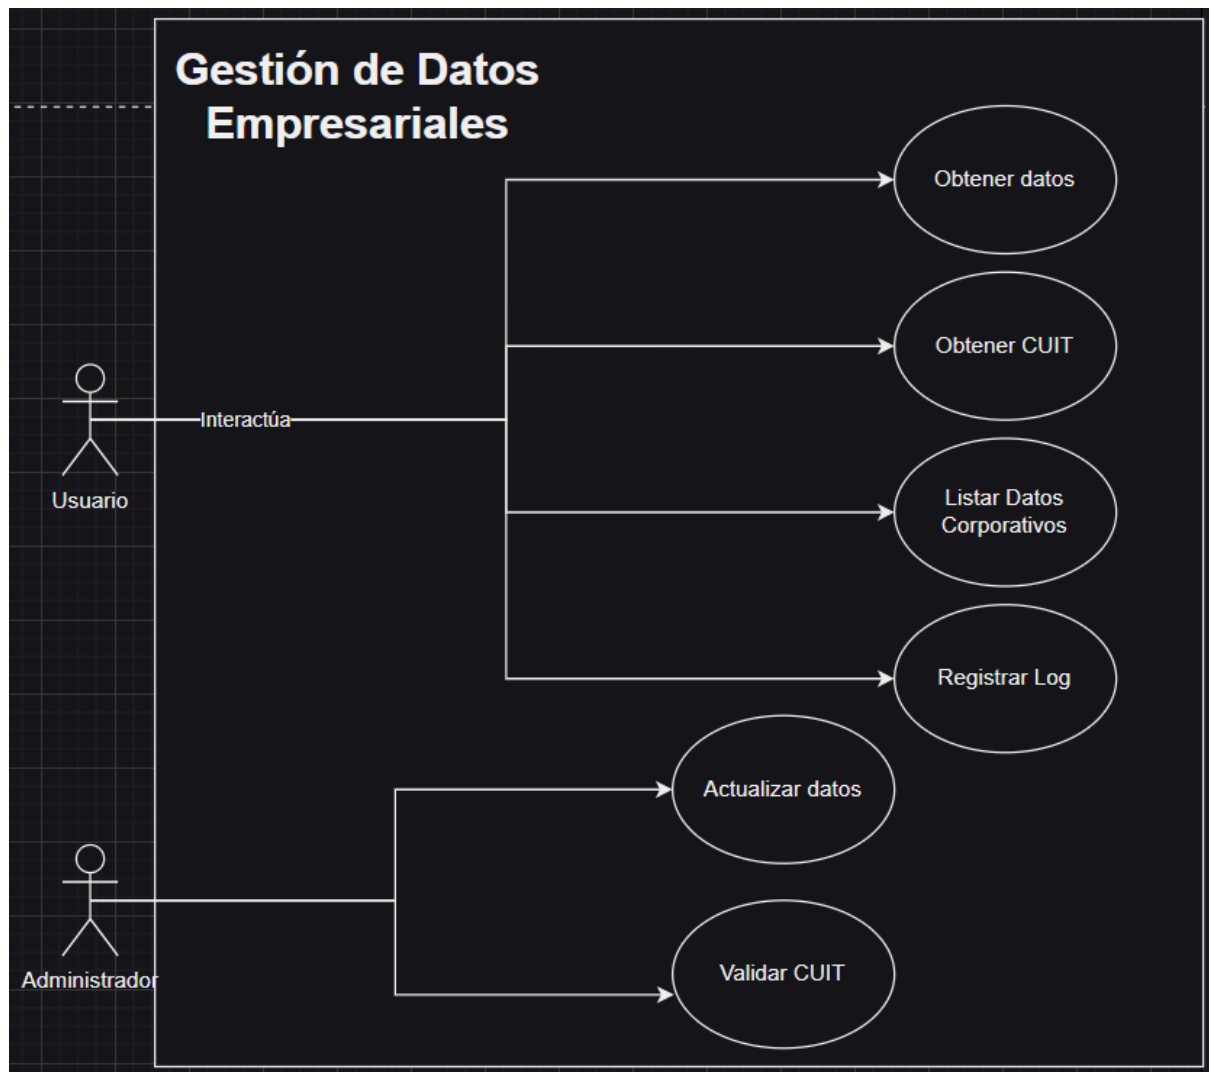 Gestión de Datos
Empresariales
Obtener datos
Obtener CUIT
Interactúa
Usuario
Listar Datos
Corporativos
Registrar Log
Actualizar datos
Administrador
Validar CUIT